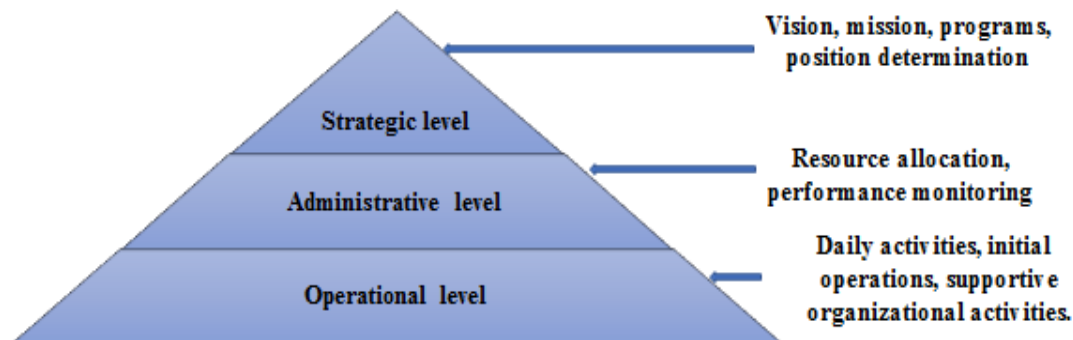 Vision, mission, programs,
position determination
Strategic level
Resource allocation,
performance monitoring
Administrative level
Daily activities, initial
operations, supportive
organizational activities.
Operational level